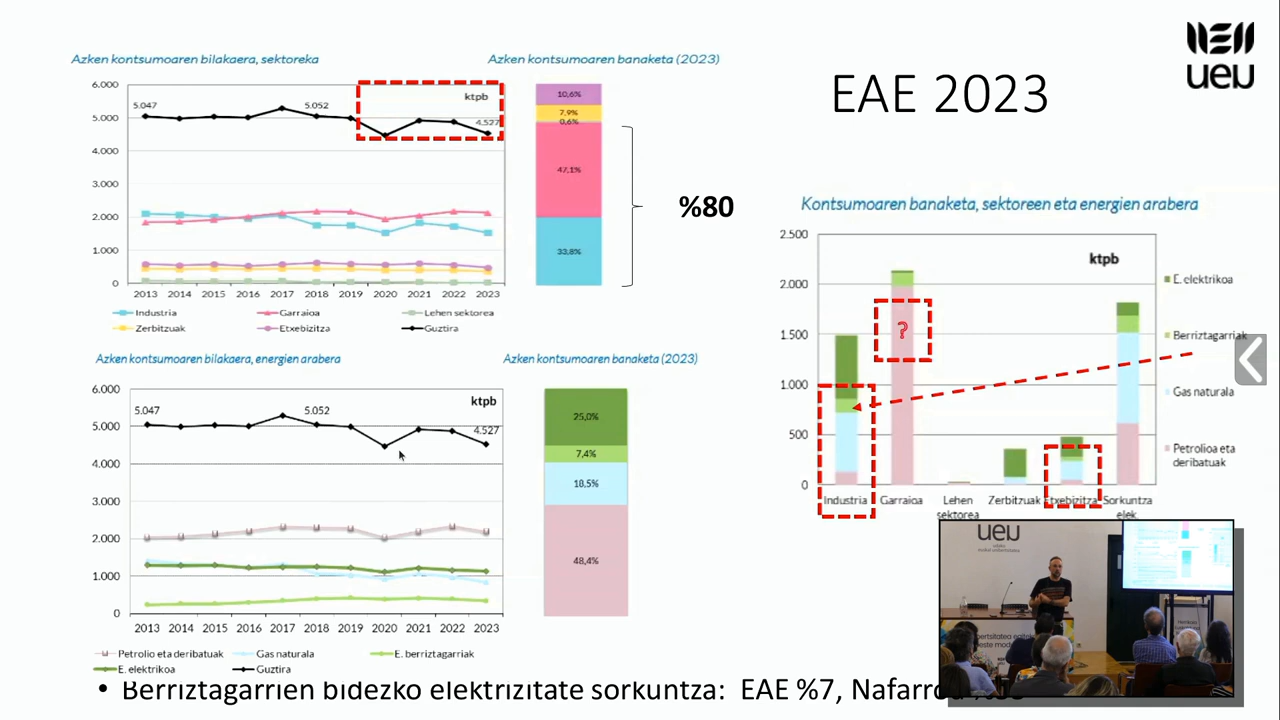 Azken kontsumoaren bilakaera, sektoreka
Azken kontsumoaren banaketa (2023)
EAE 2023
ueu
6.000
5.000
4.000
3.000
2.000
1.000
0
5.047
5.052
ktpb
4.527
2013 2014 2015 2016 2017 2018 2019 2020 2021 2022 2023
Industria
Garraioa
Lehen sektorea
Zerbitzuak
Etxebizitza
Guztira
10,6%
7,9%
0,6%
47,1%
33,8%
%80
Kontsumoaren banaketa, sektoreen eta energien arabera
2.500
2.000
1.500
1.000
500
0
ktpb
?
Industria Garraioa Lehen sektorea Zerbitzuak Etxebizitza Sorkuntza elek.
E. elektrikoa
Berriztagarriak
Gas naturala
Petrolioa eta
deribatuak
Azken kontsumoaren bilakaera, energien arabera
Azken kontsumoaren banaketa (2023)
6.000
5.000
4.000
3.000
2.000
1.000
0
5.047
5.052
ktpb
4.527
2013 2014 2015 2016 2017 2018 2019 2020 2021 2022 2023
Petrolio eta deribatuak
Gas naturala
E. berriztagarriak
E. elektrikoa
Guztira
25,0%
7,4%
18,5%
48,4%
ueu
• Berriztagarrien bidezko elektrizitate sorkuntza: EAE %7,